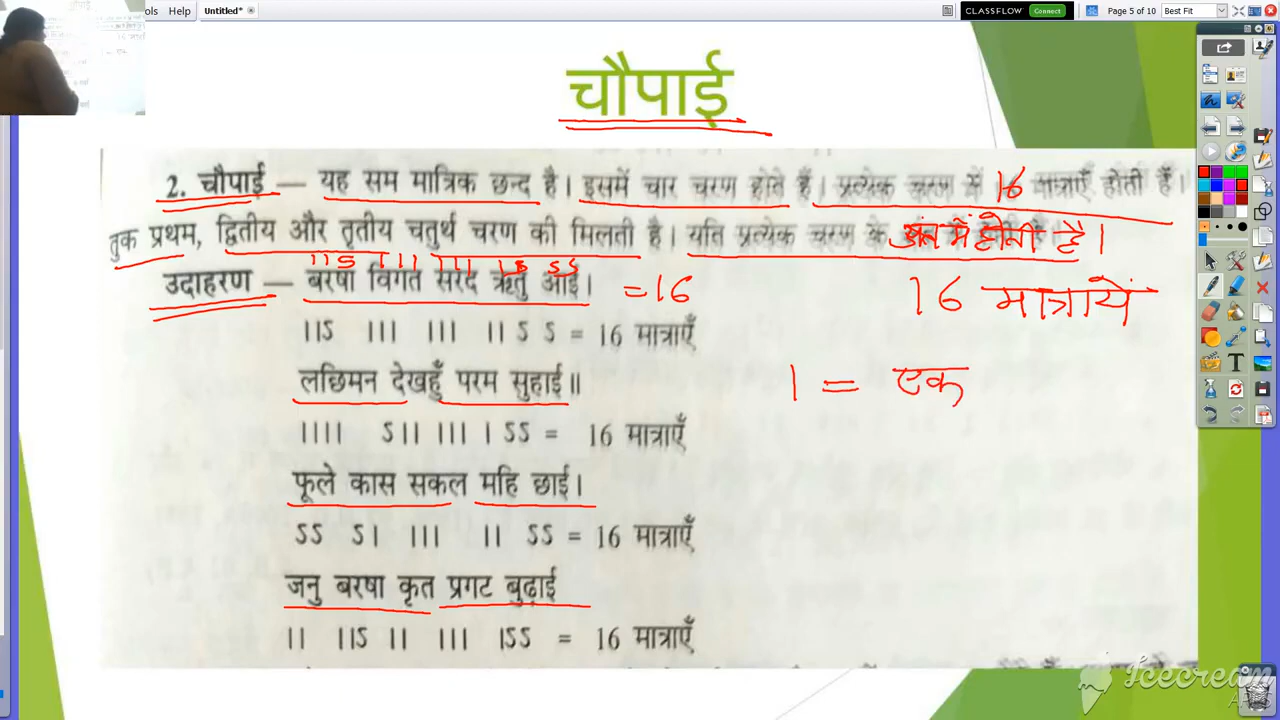 ols Help Untitled* CLASSFLOW Connect Page 5 of 10 Best Fit
चौपाई
2. चौपाई — यह सम मात्रिक छन्द है। इसमें चार चरण होते हैं। प्रत्येक चरण में 16 मात्राएँ होती हैं।
तुक प्रथम, द्वितीय और तृतीय चतुर्थ चरण की मिलती है। यति प्रत्येक चरण के अंत में होती है।
।।ऽ ।।। ।।। ।। ऽऽ
उदाहरण — बरषा विगत सरद ऋतु आई। =16 16 मात्रायें
।।ऽ ।।। ।।। ।। ऽ ऽ = 16 मात्राएँ
लछिमन देखहुँ परम सुहाई॥ । = एक
।।।। ऽ।। ।।। । ऽऽ = 16 मात्राएँ
फूले कास सकल महि छाई।
ऽऽ ऽ। ।।। ।। ऽऽ = 16 मात्राएँ
जनु बरषा कृत प्रगट बुढ़ाई
।। ।।ऽ ।। ।।। ।ऽऽ = 16 मात्राएँ
Icecream